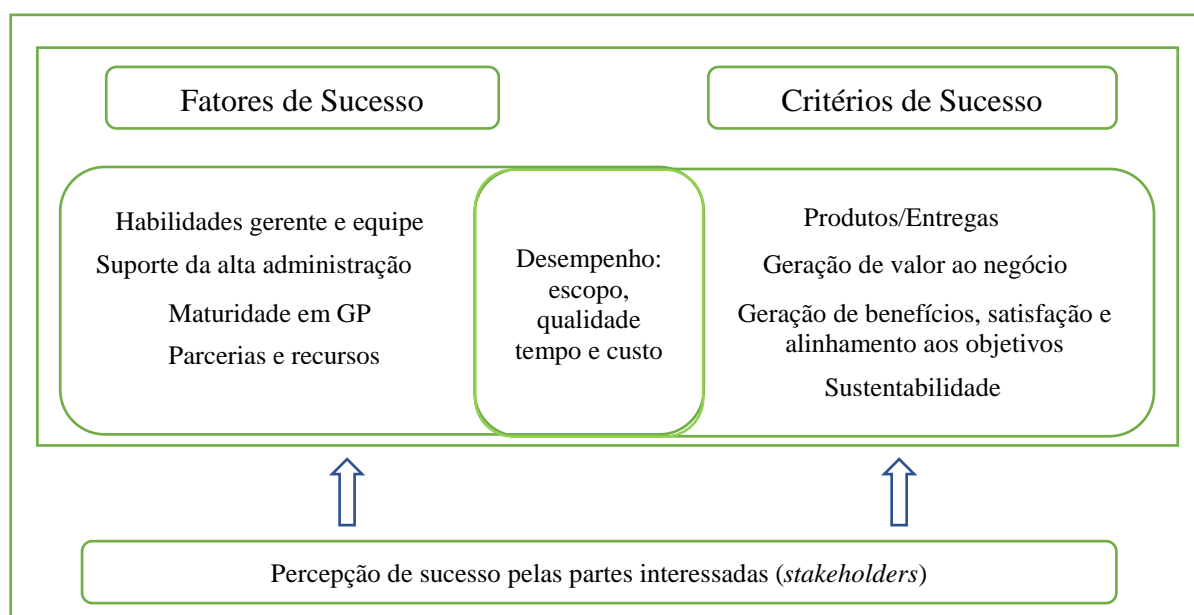 Fatores de Sucesso
Critérios de Sucesso
Habilidades gerente e equipe
Suporte da alta administração
Maturidade em GP
Parcerias e recursos
Desempenho:
escopo,
qualidade
tempo e custo
Produtos/Entregas
Geração de valor ao negócio
Geração de benefícios, satisfação e
alinhamento aos objetivos
Sustentabilidade
Percepção de sucesso pelas partes interessadas (stakeholders)